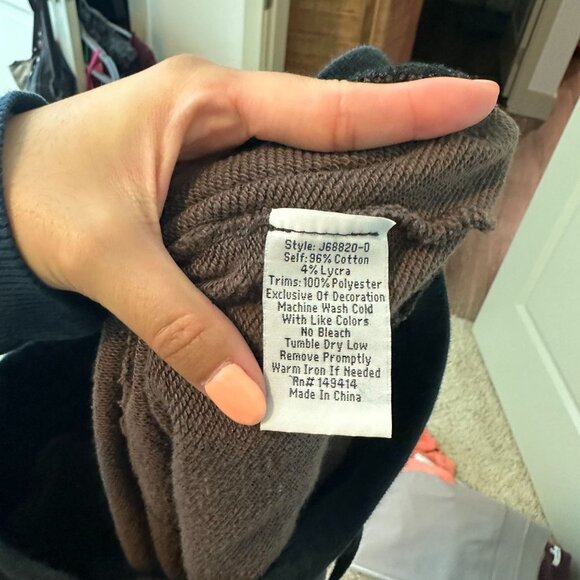 Style: J68820-D
Self: 96% Cotton
4% Lycra
Trims: 100% Polyester
Exclusive Of Decoration
Machine Wash Cold
With Like Colors
No Bleach
Tumble Dry Low
Remove Promptly
Warm Iron If Needed
Rn# 149414
Made In China